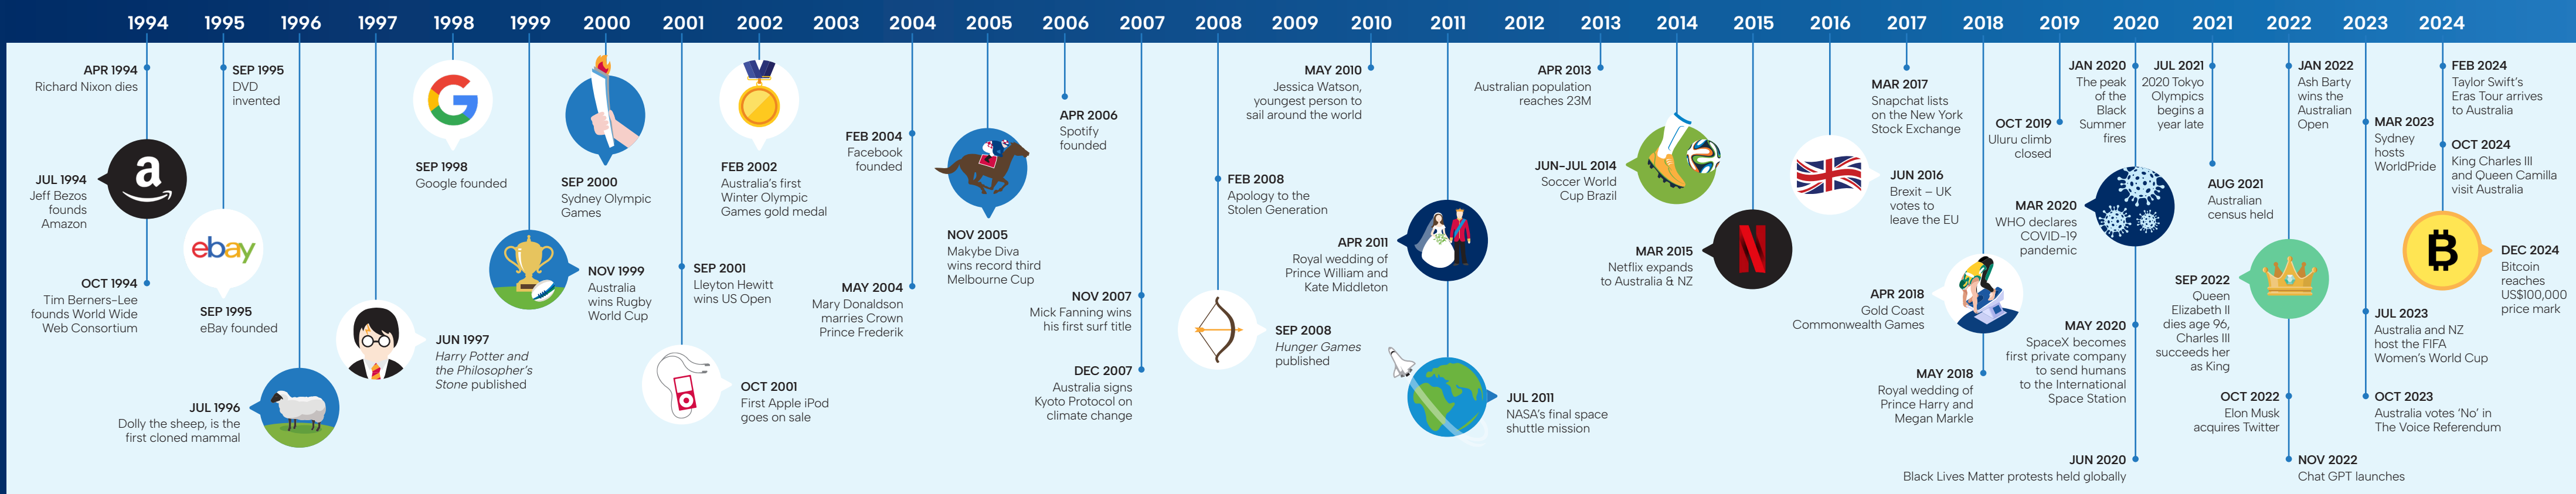 1994 1995 1996 1997 1998 1999 2000 2001 2002 2003 2004 2005 2006 2007 2008 2009 2010 2011 2012 2013 2014 2015 2016 2017 2018 2019 2020 2021 2022 2023 2024
APR 1994
Richard Nixon dies
a
JUL 1994
Jeff Bezos
founds
Amazon
OCT 1994
Tim Berners-Lee
founds World Wide
Web Consortium
SEP 1995
DVD
invented
ebay
SEP 1995
eBay founded
JUL 1996
Dolly the sheep, is the
first cloned mammal
JUN 1997
Harry Potter and
the Philosopher's
Stone published
G
SEP 1998
Google founded
NOV 1999
Australia
wins Rugby
World Cup
SEP 2000
Sydney Olympic
Games
SEP 2001
Lleyton Hewitt
wins US Open
OCT 2001
First Apple iPod
goes on sale
FEB 2002
Australia's first
Winter Olympic
Games gold medal
FEB 2004
Facebook
founded
MAY 2004
Mary Donaldson
marries Crown
Prince Frederik
NOV 2005
Makybe Diva
wins record third
Melbourne Cup
APR 2006
Spotify
founded
NOV 2007
Mick Fanning wins
his first surf title
DEC 2007
Australia signs
Kyoto Protocol on
climate change
FEB 2008
Apology to the
Stolen Generation
SEP 2008
Hunger Games
published
MAY 2010
Jessica Watson,
youngest person to
sail around the world
APR 2011
Royal wedding of
Prince William and
Kate Middleton
JUL 2011
NASA's final space
shuttle mission
APR 2013
Australian population
reaches 23M
JUN-JUL 2014
Soccer World
Cup Brazil
MAR 2015
Netflix expands
to Australia & NZ
N
JUN 2016
Brexit – UK
votes to
leave the EU
MAR 2017
Snapchat lists
on the New York
Stock Exchange
APR 2018
Gold Coast
Commonwealth Games
MAY 2018
Royal wedding of
Prince Harry and
Megan Markle
OCT 2019
Uluru climb
closed
JAN 2020
The peak
of the
Black
Summer
fires
MAR 2020
WHO declares
COVID-19
pandemic
MAY 2020
SpaceX becomes
first private company
to send humans
to the International
Space Station
JUN 2020
Black Lives Matter protests held globally
JUL 2021
2020 Tokyo
Olympics
begins a
year late
AUG 2021
Australian
census held
JAN 2022
Ash Barty
wins the
Australian
Open
SEP 2022
Queen
Elizabeth II
dies age 96,
Charles III
succeeds her
as King
OCT 2022
Elon Musk
acquires Twitter
NOV 2022
Chat GPT launches
MAR 2023
Sydney
hosts
WorldPride
JUL 2023
Australia and NZ
host the FIFA
Women's World Cup
OCT 2023
Australia votes 'No' in
The Voice Referendum
FEB 2024
Taylor Swift's
Eras Tour arrives
to Australia
OCT 2024
King Charles III
and Queen Camilla
visit Australia
B
DEC 2024
Bitcoin
reaches
US$100,000
price mark